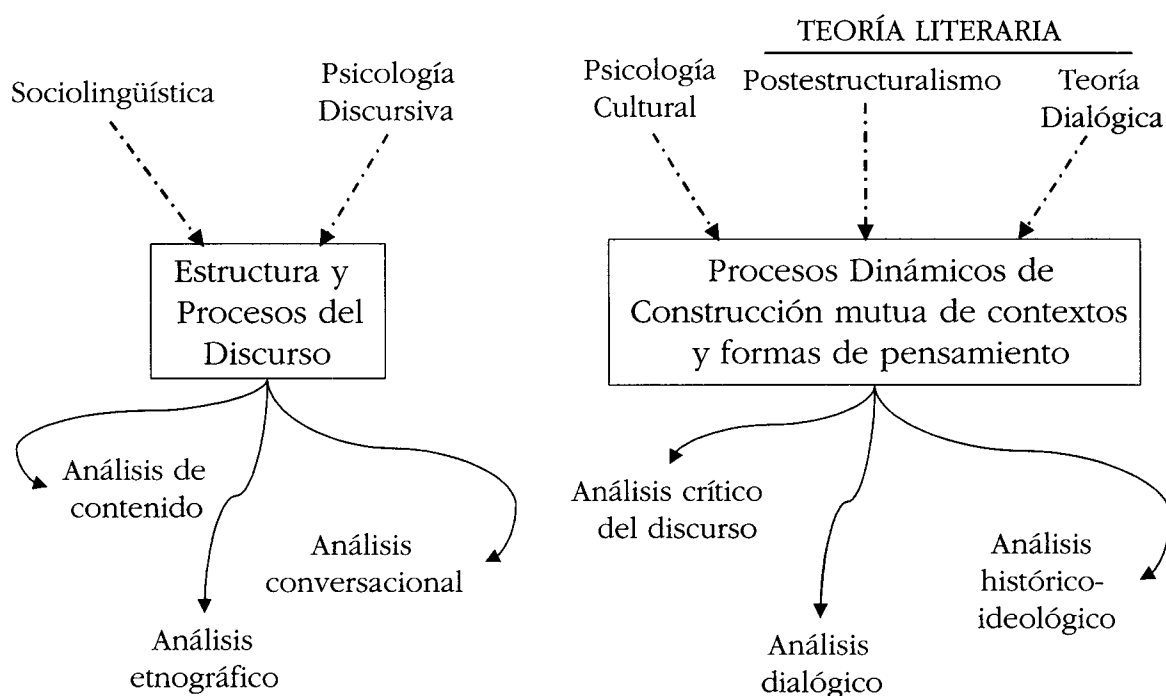 TEORÍA LITERARIA
Sociolingüística
Psicología
Discursiva
Psicología
Cultural
Postestructuralismo
Teoría
Dialógica
Estructura y
Procesos del
Discurso
Procesos Dinámicos de
Construcción mutua de contextos
y formas de pensamiento
Análisis de
contenido
Análisis
conversacional
Análisis
etnográfico
Análisis crítico
del discurso
Análisis
dialógico
Análisis
histórico-
ideológico